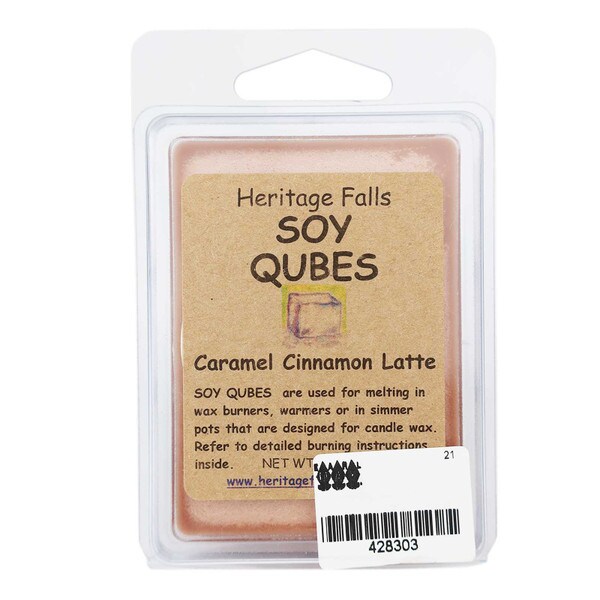 Heritage Falls
SOY
QUBES
Caramel Cinnamon Latte
SOY QUBES are used for melting in
wax burners, warmers or in simmer
pots that are designed for candle wax.
Refer to detailed burning instructions
inside. NET WT
www.heritagef
21
428303